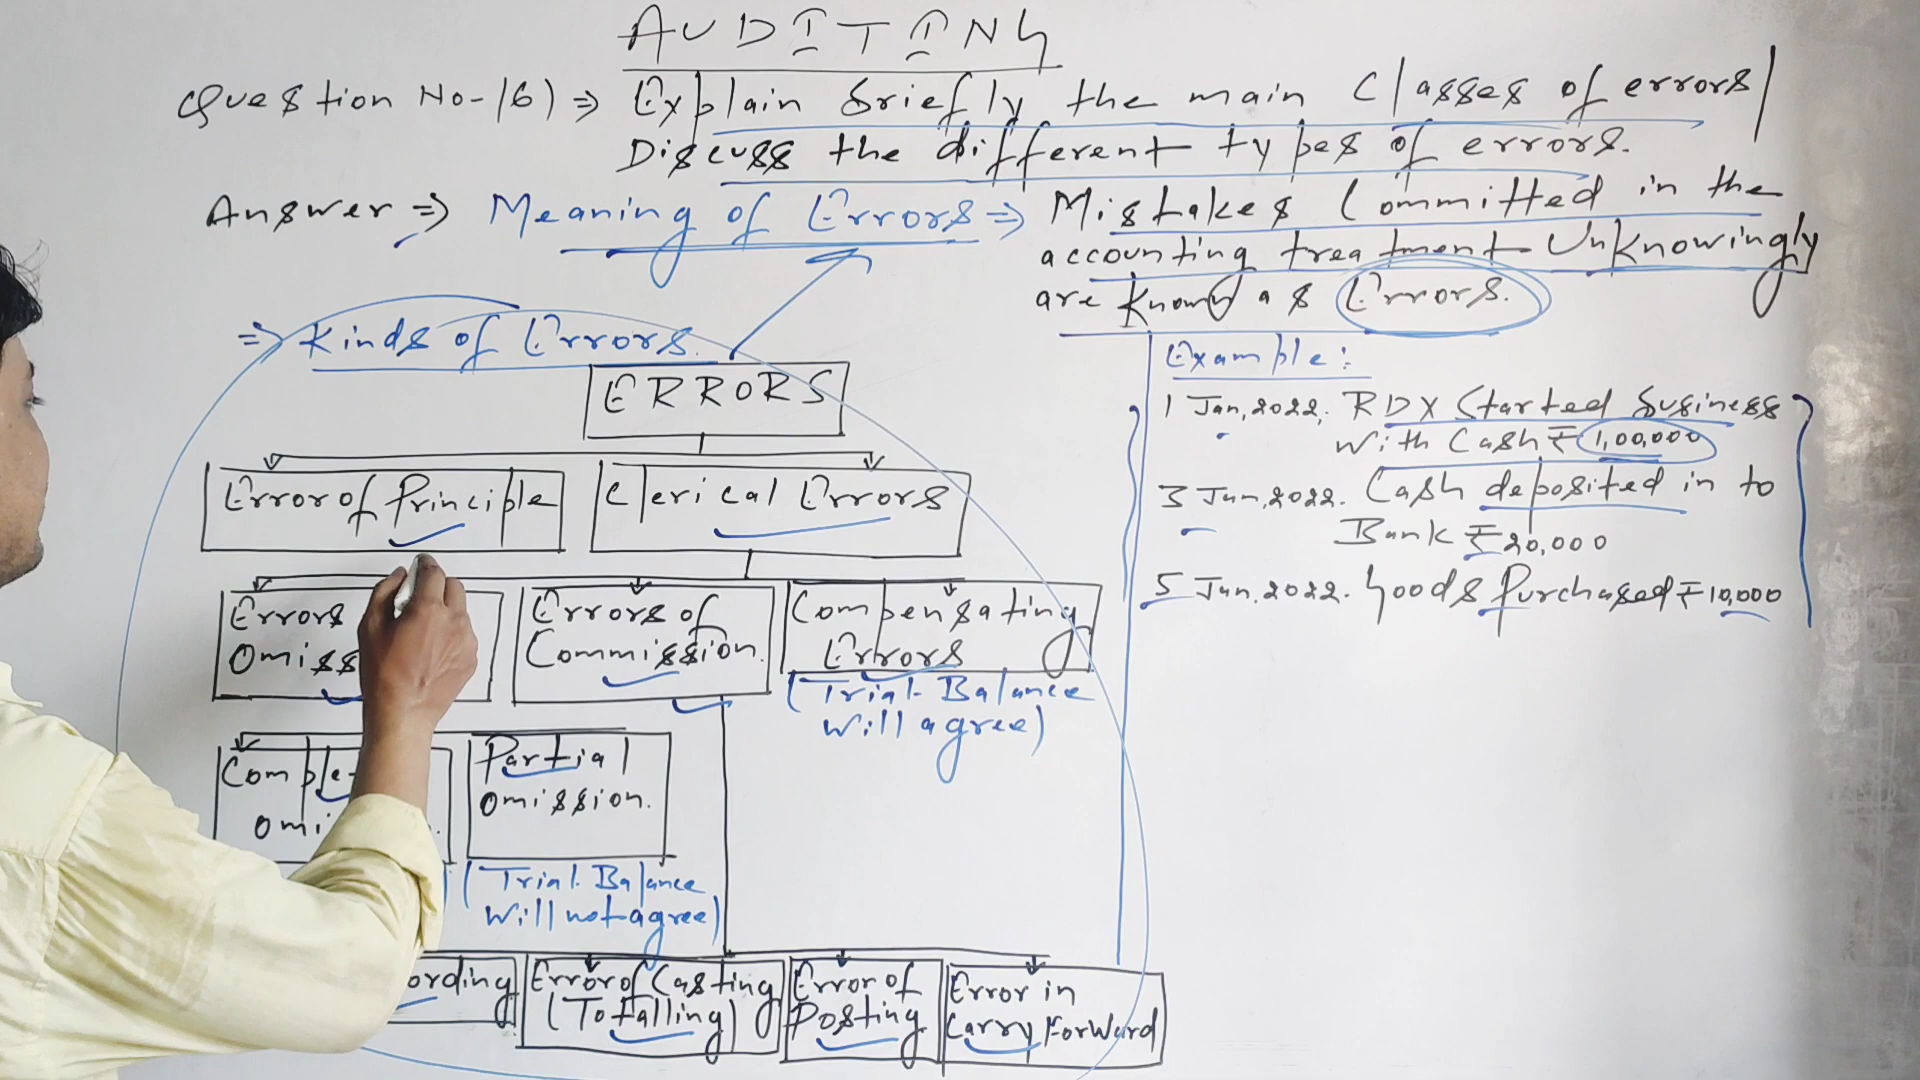 AUDITING
Question No-16) ⇒ Explain briefly the main Classes of errors/
Discuss the different types of errors.
Answer ⇒ Meaning of Errors ⇒ Mistakes Committed in the
accounting treatment Unknowingly
are known as Errors.
⇒ Kinds of Errors.
ERRORS
Error of Principle
Clerical Errors
Errors
Omiss
Errors of
Commission.
Compensating
Errors
(Trial Balance
Will agree)
Comple
Omi
Partial
Omission.
(Trial Balance
Will not agree)
ording
Error of Casting
(Totalling)
Error of
Posting.
Error in
Carry Forward
Example:
1 Jan, 2022. RDX Started business
With Cash ₹ 1,00,000
3 Jan, 2022. Cash deposited in to
Bank ₹ 20,000
5 Jan, 2022. Goods Purchased ₹ 10,000